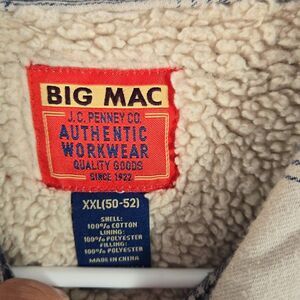 BIG MAC
J.C. PENNEY CO.
AUTHENTIC
WORKWEAR
QUALITY GOODS
SINCE 1922
XXL(50-52)
SHELL:
100% COTTON
LINING:
100% POLYESTER
FILLING:
100% POLYESTER
MADE IN CHINA